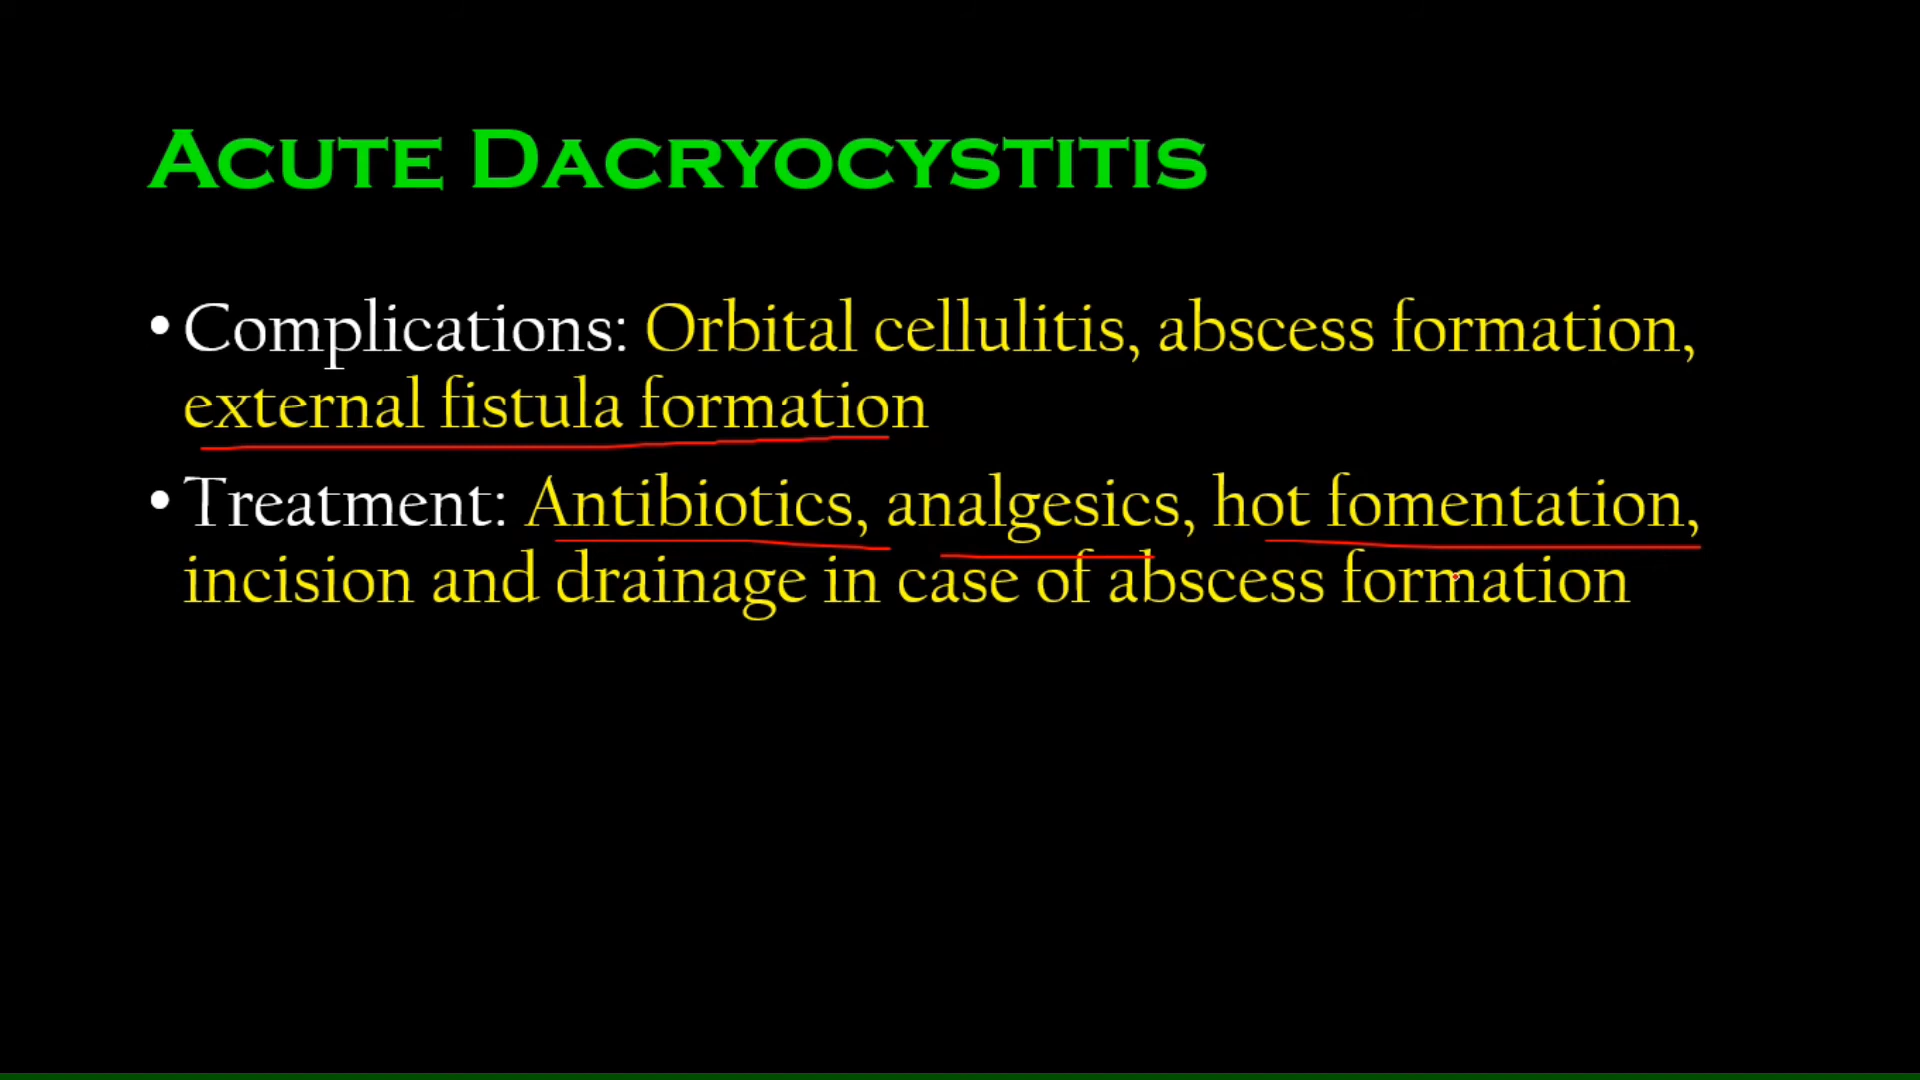 ACUTE DACRYOCYSTITIS
• Complications: Orbital cellulitis, abscess formation,
external fistula formation
• Treatment: Antibiotics, analgesics, hot fomentation,
incision and drainage in case of abscess formation